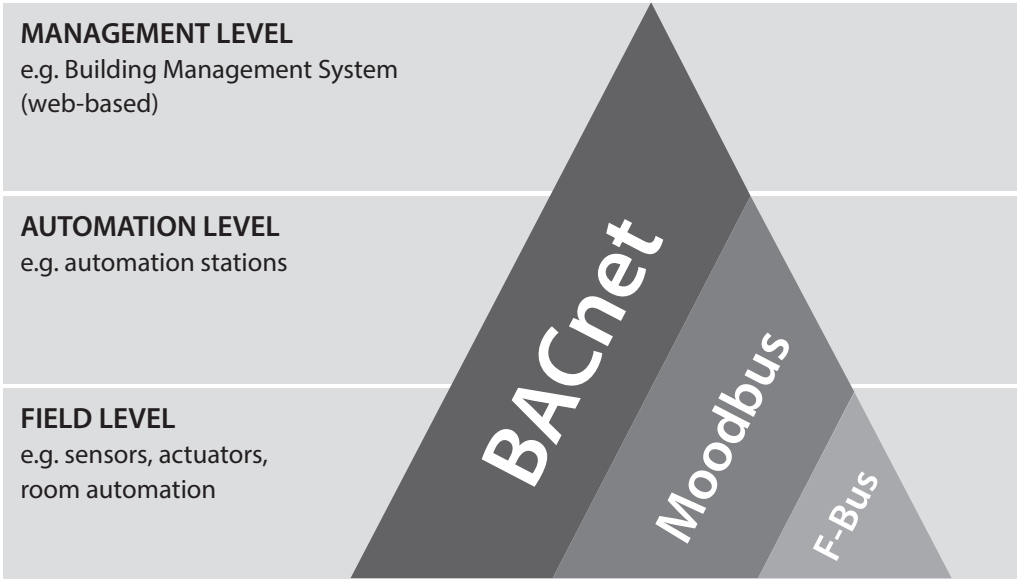 MANAGEMENT LEVEL
e.g. Building Management System
(web-based)
AUTOMATION LEVEL
e.g. automation stations
FIELD LEVEL
e.g. sensors, actuators,
room automation
BACnet
Moodbus
F-Bus